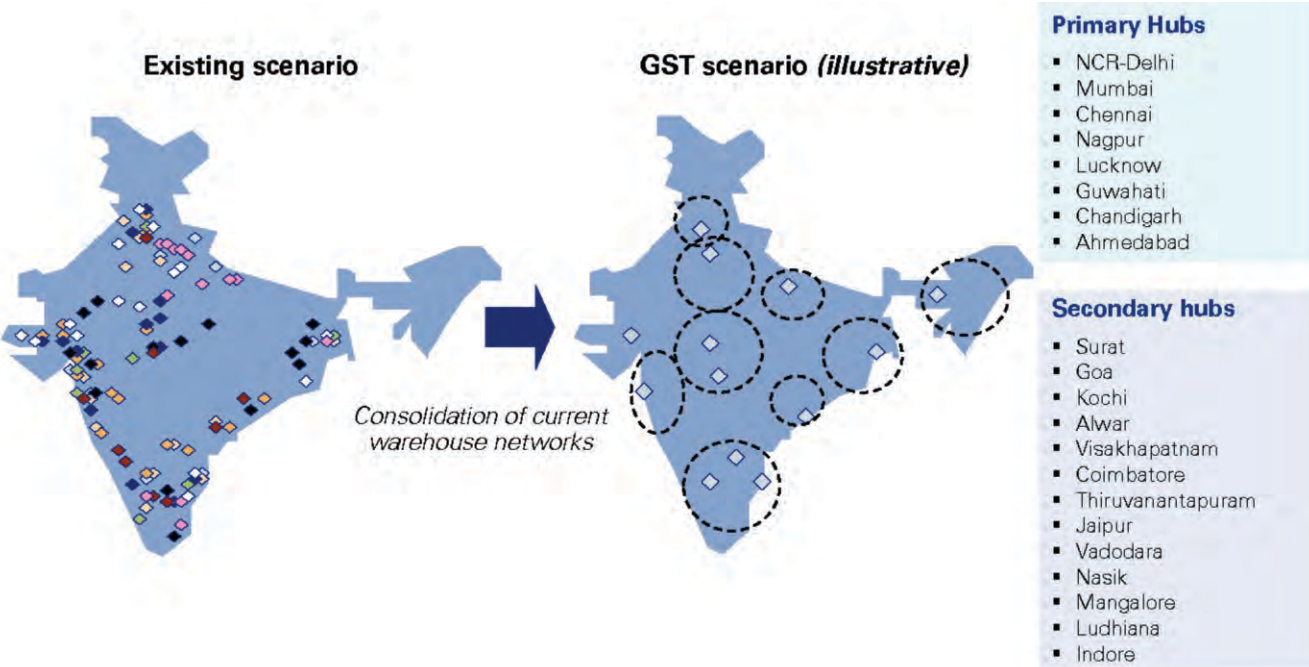 Existing scenario
GST scenario (illustrative)
Consolidation of current
warehouse networks
Primary Hubs
▪ NCR-Delhi
▪ Mumbai
▪ Chennai
▪ Nagpur
▪ Lucknow
▪ Guwahati
▪ Chandigarh
▪ Ahmedabad
Secondary hubs
▪ Surat
▪ Goa
▪ Kochi
▪ Alwar
▪ Visakhapatnam
▪ Coimbatore
▪ Thiruvanantapuram
▪ Jaipur
▪ Vadodara
▪ Nasik
▪ Mangalore
▪ Ludhiana
▪ Indore